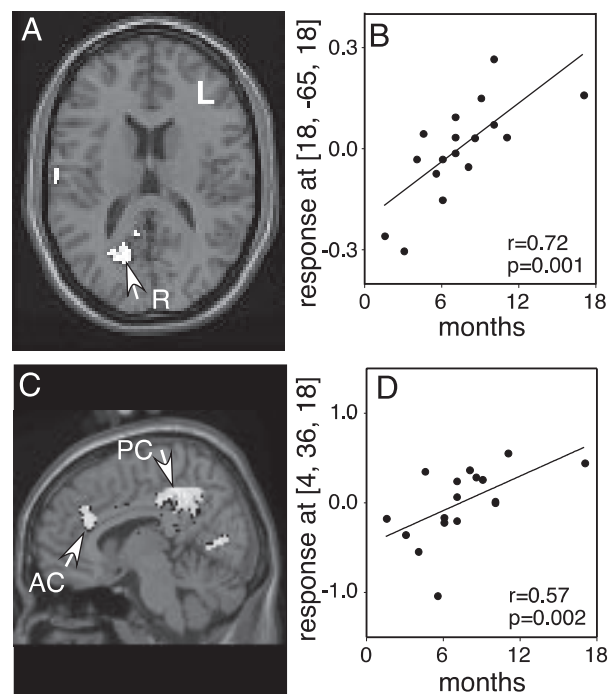 A
L
R
B
response at [18, -65, 18]
0.3
0.0
-0.3
r=0.72
p=0.001
0 6 12 18
months
C
PC
AC
D
response at [4, 36, 18]
1.0
0.0
-1.0
r=0.57
p=0.002
0 6 12 18
months